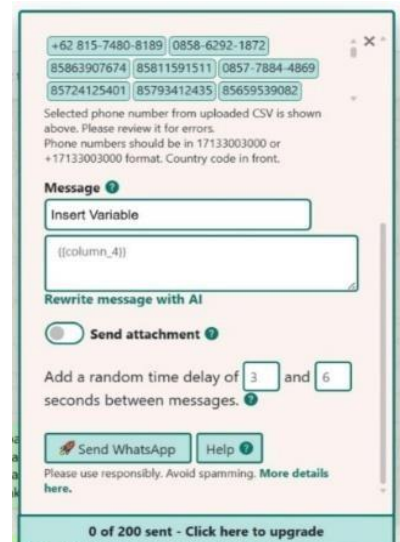 +62 815-7480-8189 0858-6292-1872
85863907674 85811591511 0857-7884-4869
85724125401 85793412435 85659539082
Selected phone number from uploaded CSV is shown
above. Please review it for errors.
Phone numbers should be in 17133003000 or
+17133003000 format. Country code in front.
Message ?
Insert Variable
{{column_4}}
Rewrite message with AI
Send attachment ?
Add a random time delay of 3 and 6
seconds between messages. ?
🚀 Send WhatsApp Help ?
Please use responsibly. Avoid spamming. More details
here.
0 of 200 sent - Click here to upgrade